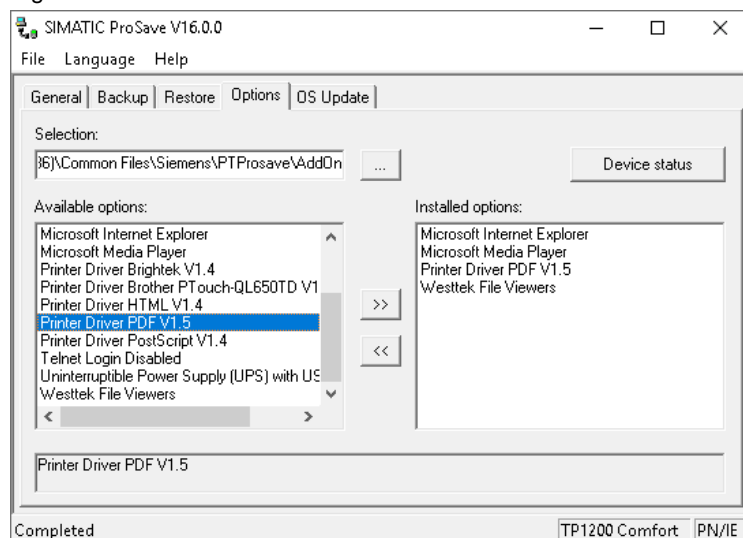 SIMATIC ProSave V16.0.0
File Language Help
General Backup Restore Options OS Update
Selection:
36)\Common Files\Siemens\PTProsave\AddOn
...
Device status
Available options:
Microsoft Internet Explorer
Microsoft Media Player
Printer Driver Brightek V1.4
Printer Driver Brother PTouch-QL650TD V1
Printer Driver HTML V1.4
Printer Driver PDF V1.5
Printer Driver PostScript V1.4
Telnet Login Disabled
Uninterruptible Power Supply (UPS) with US
Westtek File Viewers
>>
<<
Installed options:
Microsoft Internet Explorer
Microsoft Media Player
Printer Driver PDF V1.5
Westtek File Viewers
Printer Driver PDF V1.5
Completed
TP1200 Comfort PN/IE